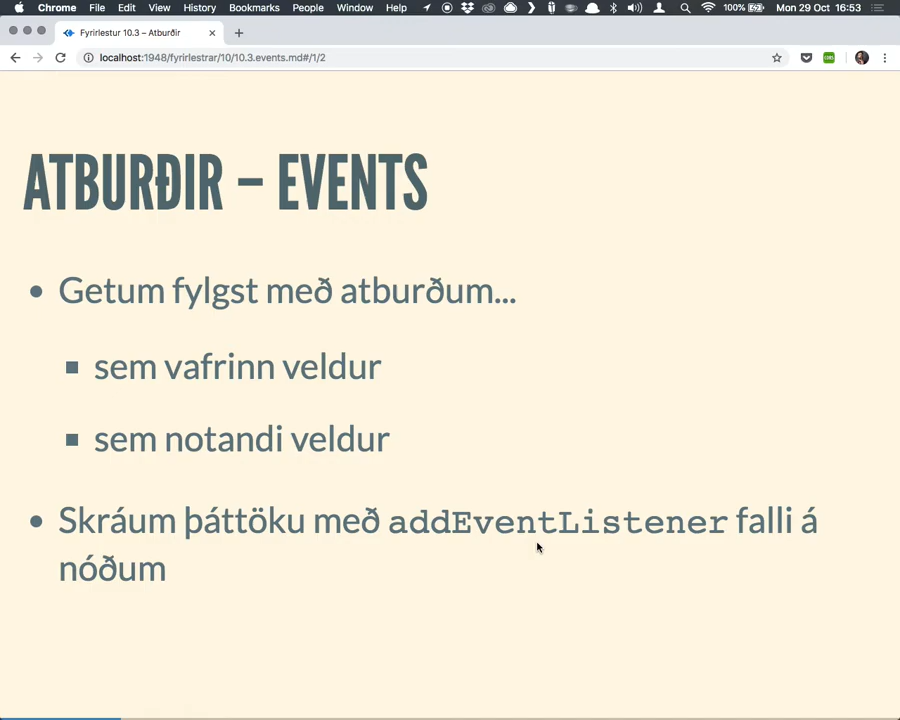 Chrome File Edit View History Bookmarks People Window Help 100% Mon 29 Oct 16:53
Fyrirlestur 10.3 – Atburðir
localhost:1948/fyrirlestrar/10/10.3.events.md#/1/2
ATBURÐIR – EVENTS
Getum fylgst með atburðum...
sem vafrinn veldur
sem notandi veldur
Skráum þáttöku með addEventListener falli á
nóðum